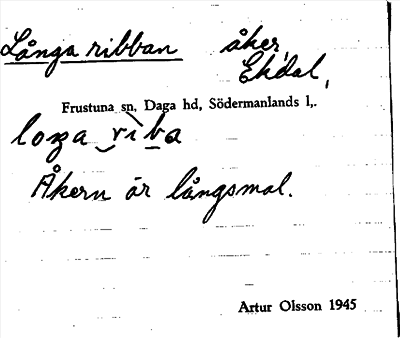 Långa ribban åker,
Ekdal,
Frustuna sn, Daga hd, Södermanlands l,.
loŋa riba
Åkern är långsmal.
Artur Olsson 1945